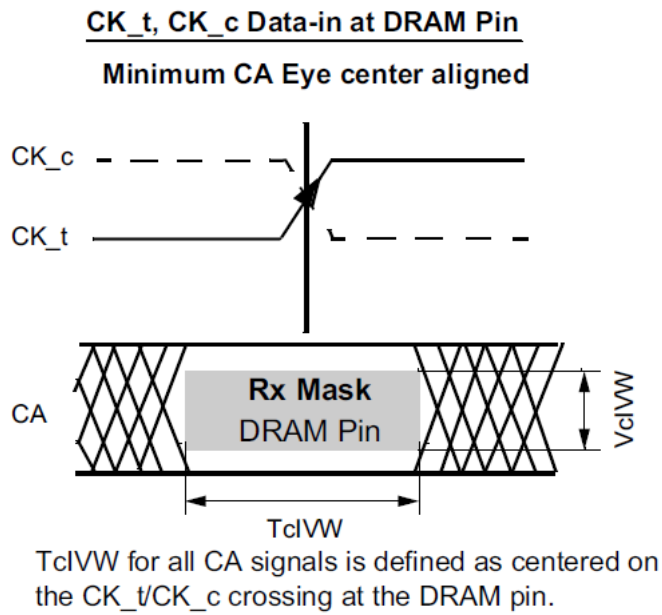 CK_t, CK_c Data-in at DRAM Pin
Minimum CA Eye center aligned
CK_c
CK_t
CA
Rx Mask
DRAM Pin
VcIVW
TcIVW
TcIVW for all CA signals is defined as centered on
the CK_t/CK_c crossing at the DRAM pin.